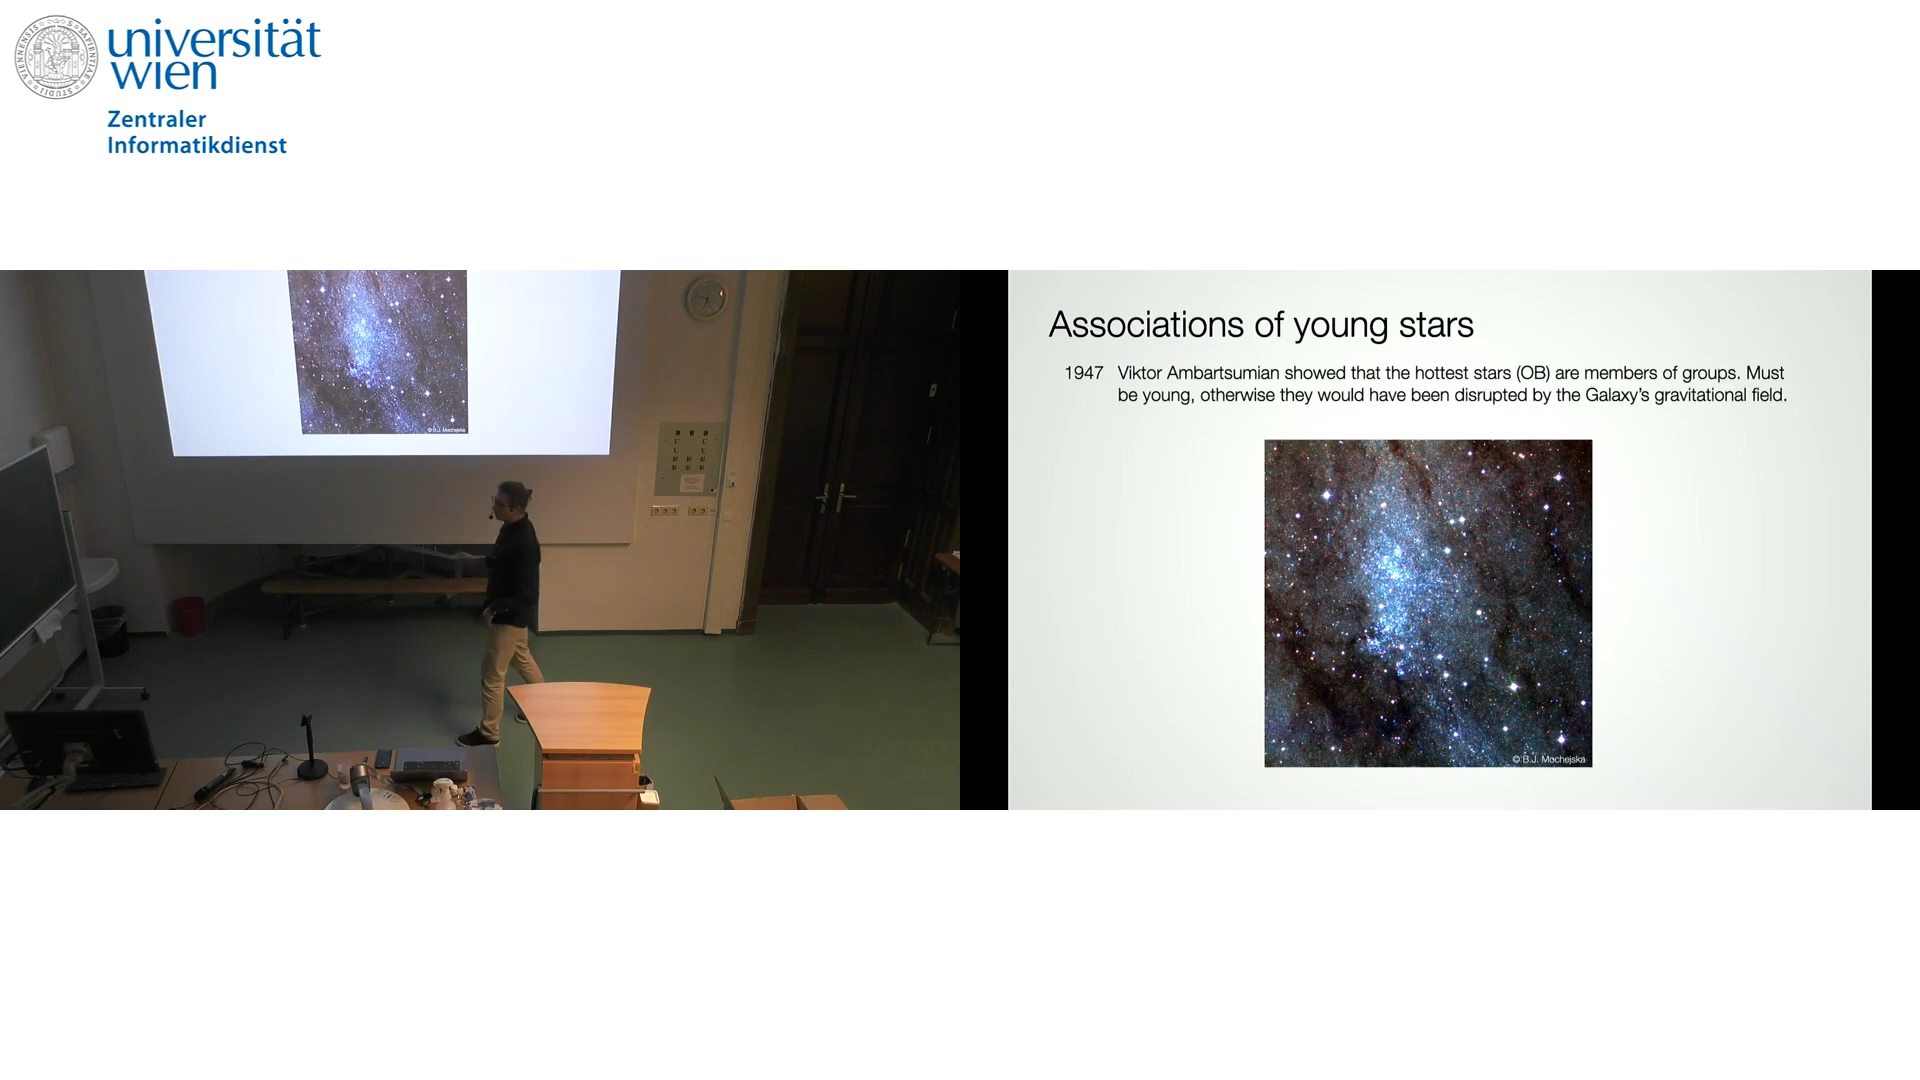 universität
wien
Zentraler
Informatikdienst
Associations of young stars
1947 Viktor Ambartsumian showed that the hottest stars (OB) are members of groups. Must
be young, otherwise they would have been disrupted by the Galaxy's gravitational field.
© B.J. Mochejska
© B.J. Mochejska